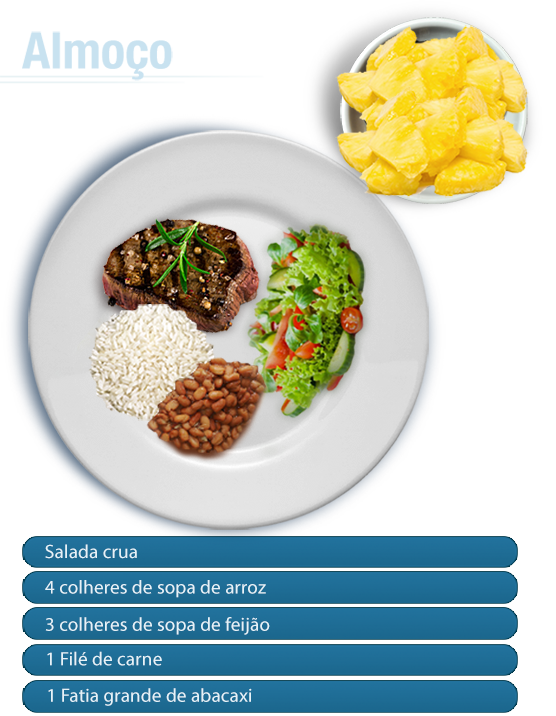 Almoço
Salada crua
4 colheres de sopa de arroz
3 colheres de sopa de feijão
1 Filé de carne
1 Fatia grande de abacaxi